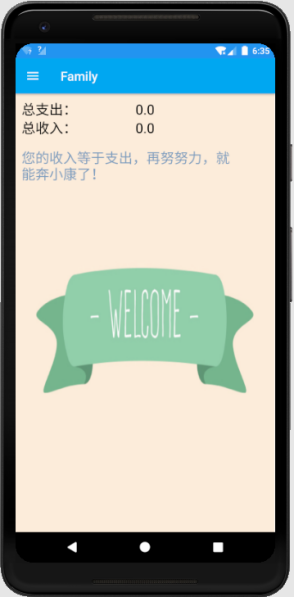 6:35
Family
总支出： 0.0
总收入： 0.0
您的收入等于支出，再努努力，就
能奔小康了！
- WELCOME -